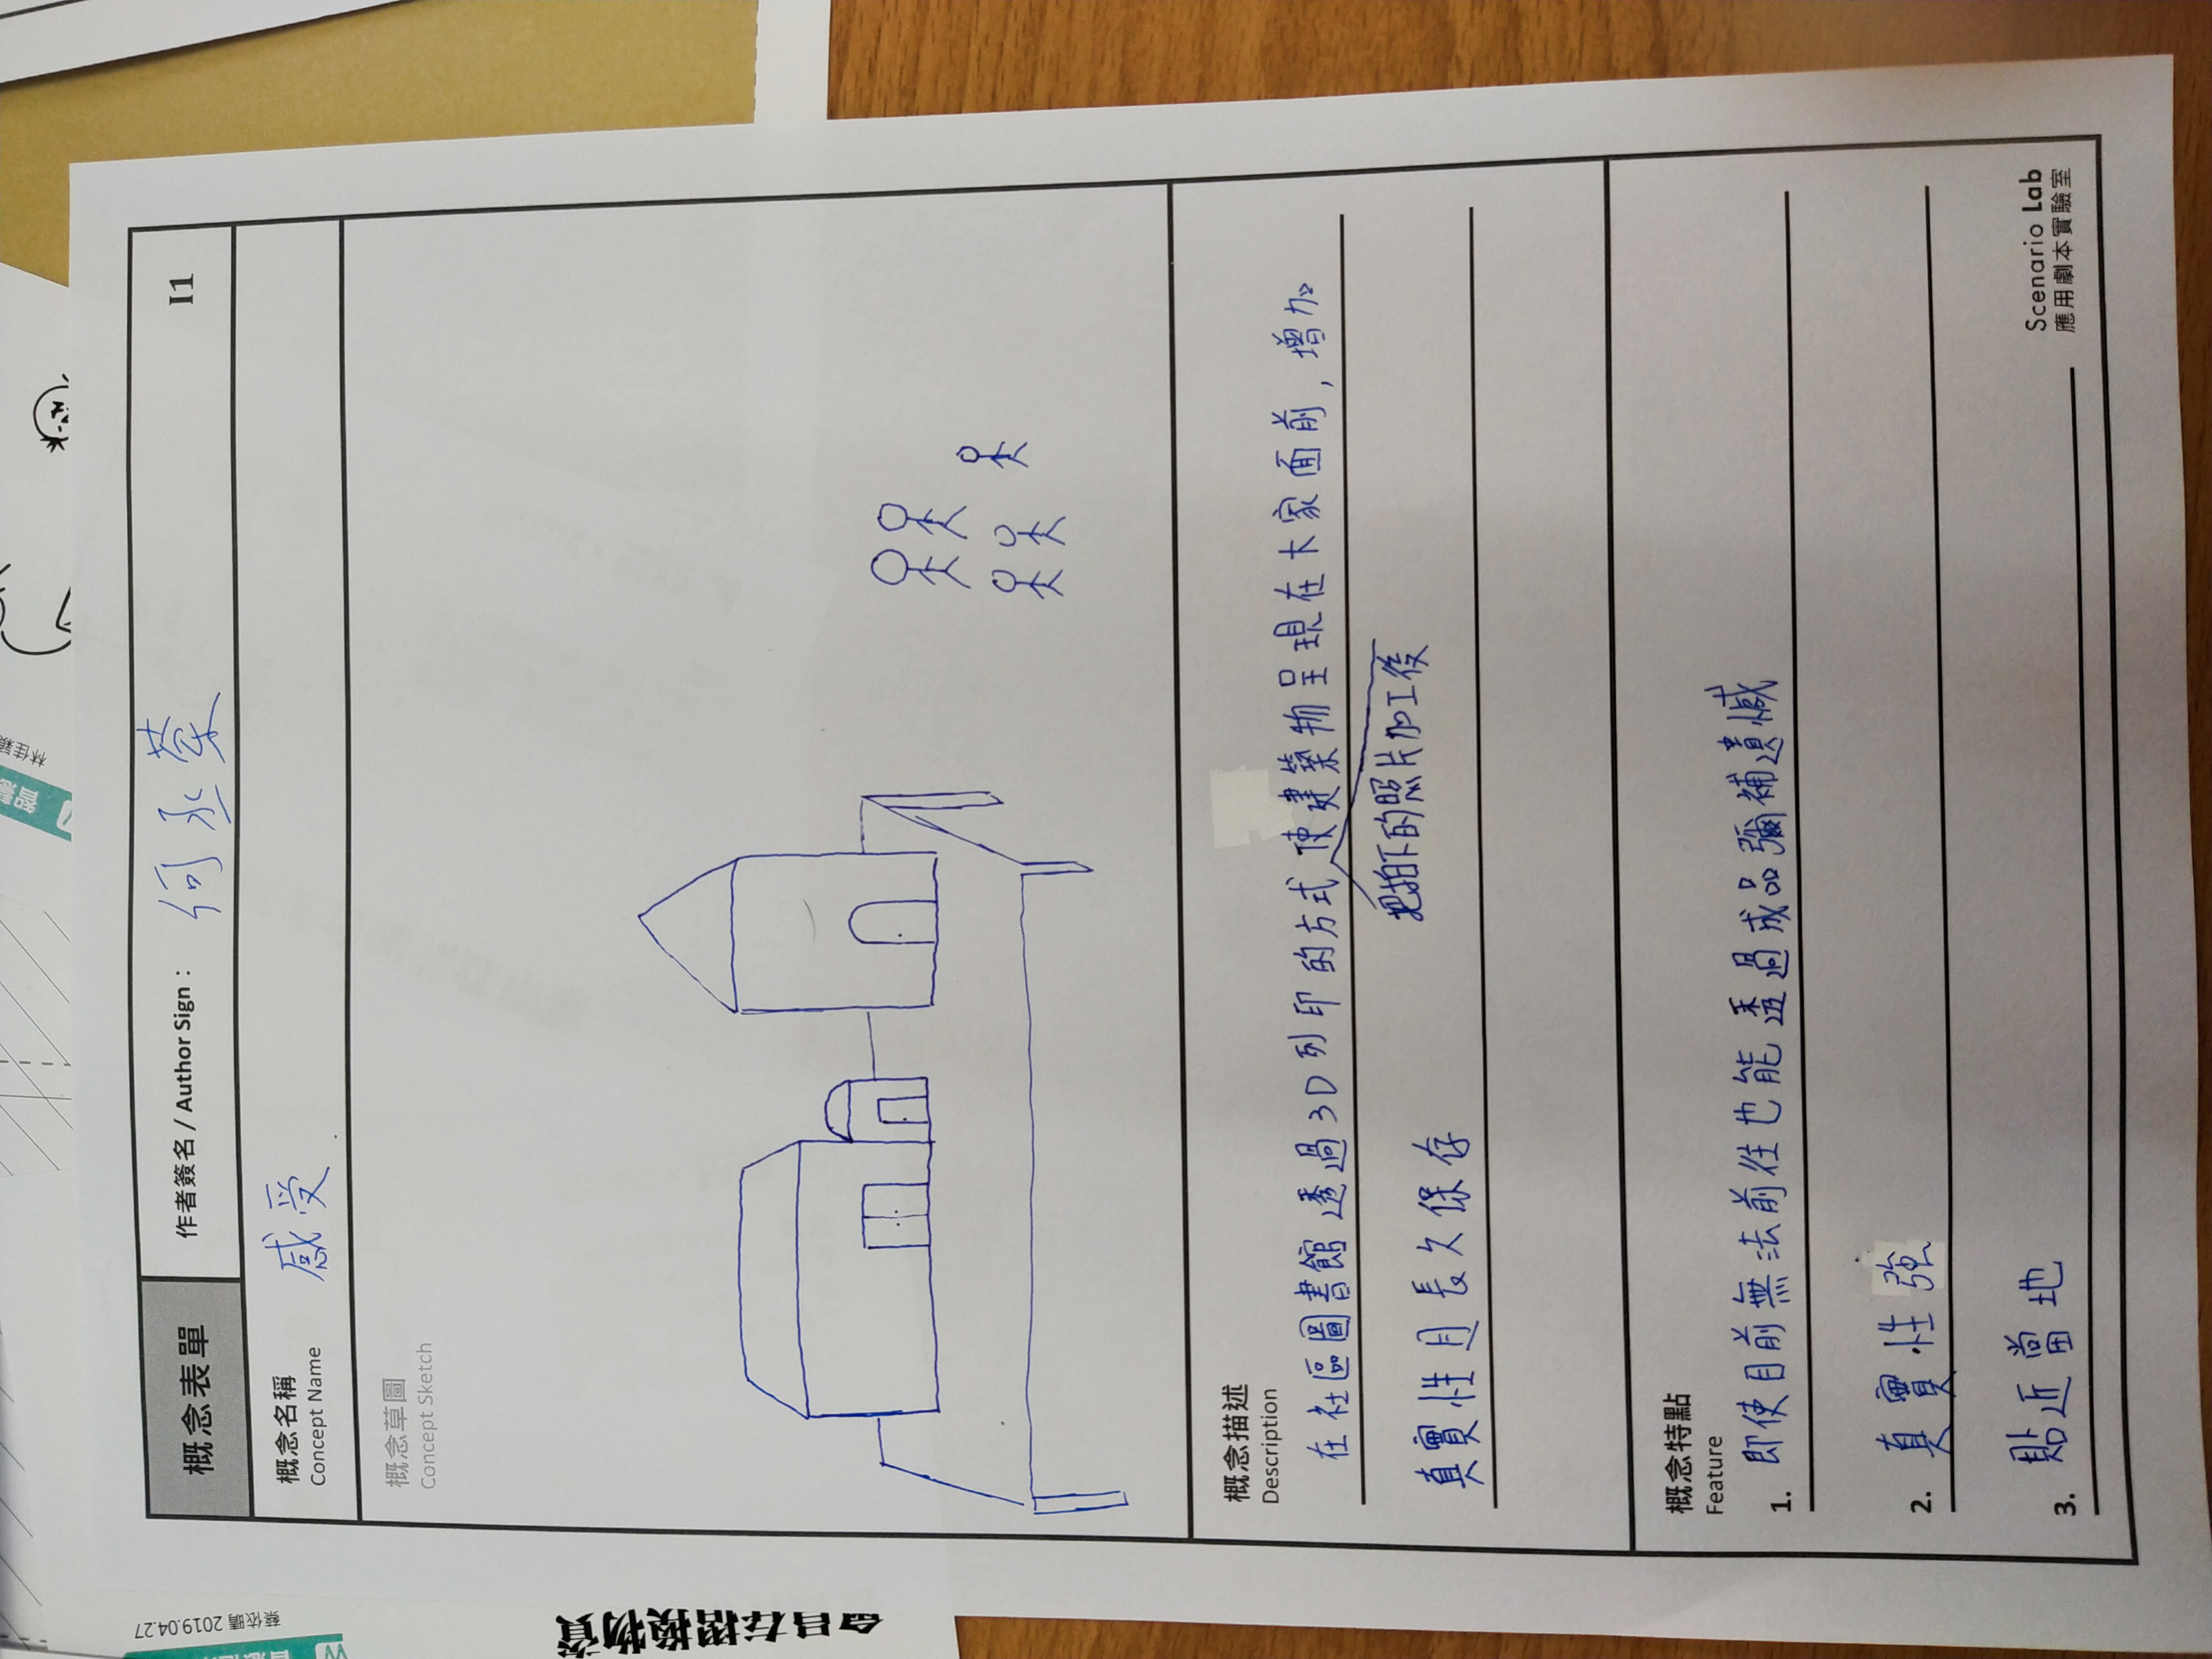 智慧
林佳穎
蔡依晴 2019.04.27
會員存摺換物資
概念表單
作者簽名 / Author Sign：
何丞
I1
概念名稱
Concept Name
感受
概念草圖
Concept Sketch
概念描述
Description
在社區圖書館透過3D列印的方式使建築物呈現在大家面前，增加
把拍下的照片加工後
真實性且長久保存
概念特點
Feature
1. 即使目前無法前往也能透過成品彌補遺憾
2. 真實性強
3. 貼近當地
Scenario Lab
應用劇本實驗室